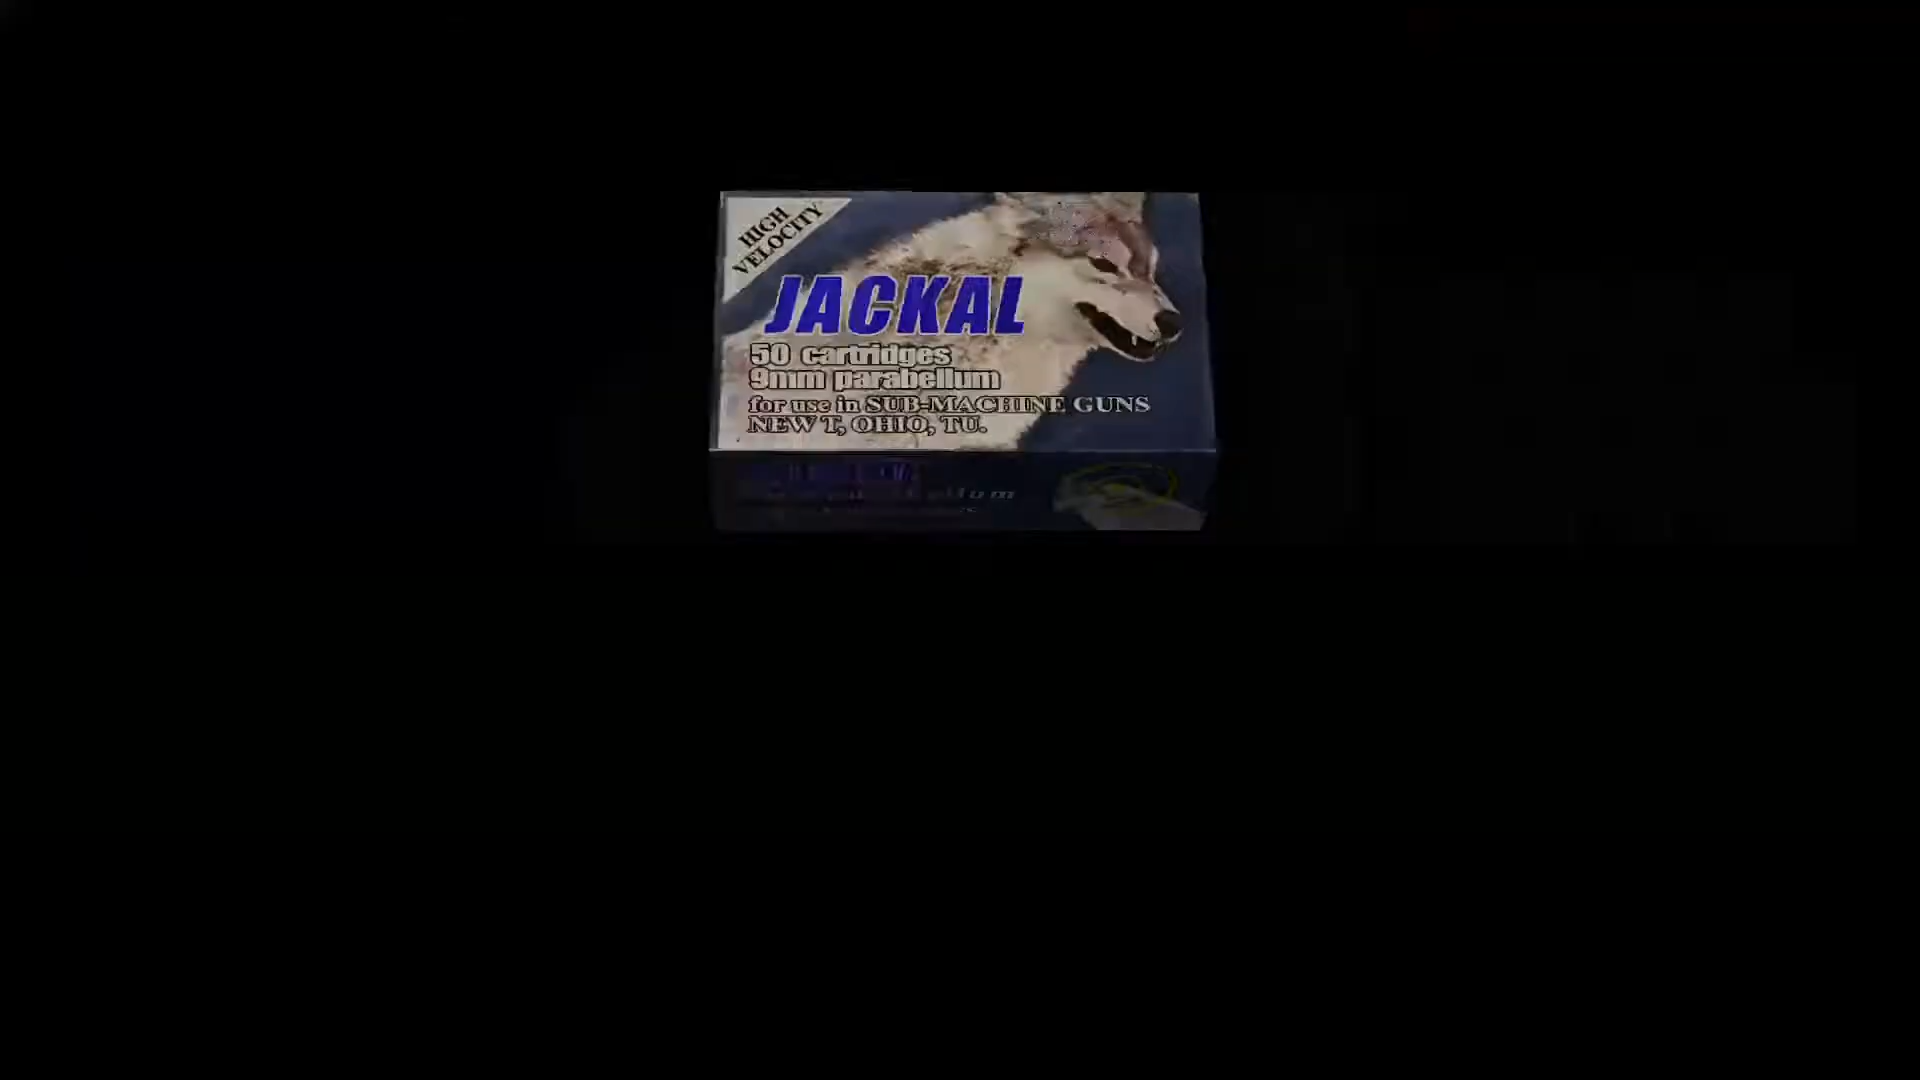 HIGH
VELOCITY
JACKAL
50 cartridges
9mm parabellum
for use in SUB-MACHINE GUNS
NEW T, OHIO, TU.